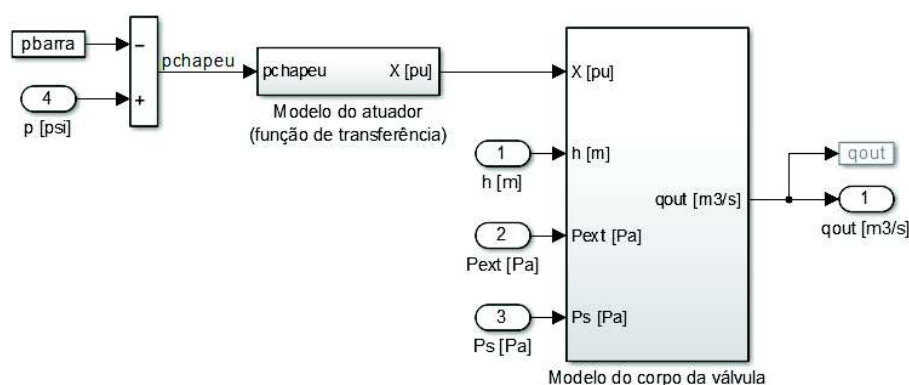 pbarra
−
pchapeu
4
+
p [psi]
pchapeu
X [pu]
Modelo do atuador
(função de transferência)
X [pu]
1
h [m]
h [m]
2
Pext [Pa]
Pext [Pa]
3
Ps [Pa]
Ps [Pa]
qout [m3/s]
Modelo do corpo da válvula
qout
1
qout [m3/s]